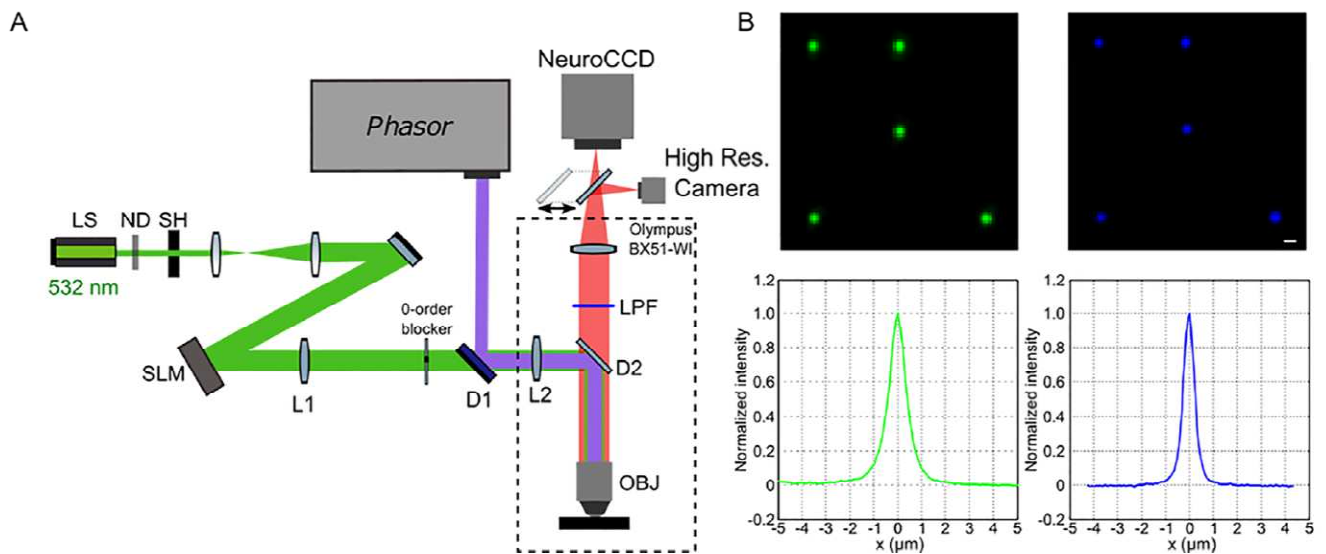 A
Phasor
NeuroCCD
High Res.
Camera
LS
ND
SH
532 nm
Olympus
BX51-WI
LPF
0-order
blocker
SLM
L1
D1
L2
D2
OBJ
B
Normalized intensity
1.2
1.0
0.8
0.6
0.4
0.2
0
-0.2
-5 -4 -3 -2 -1 0 1 2 3 4 5
x (μm)
Normalized intensity
1.2
1.0
0.8
0.6
0.4
0.2
0
-0.2
-5 -4 -3 -2 -1 0 1 2 3 4 5
x (μm)